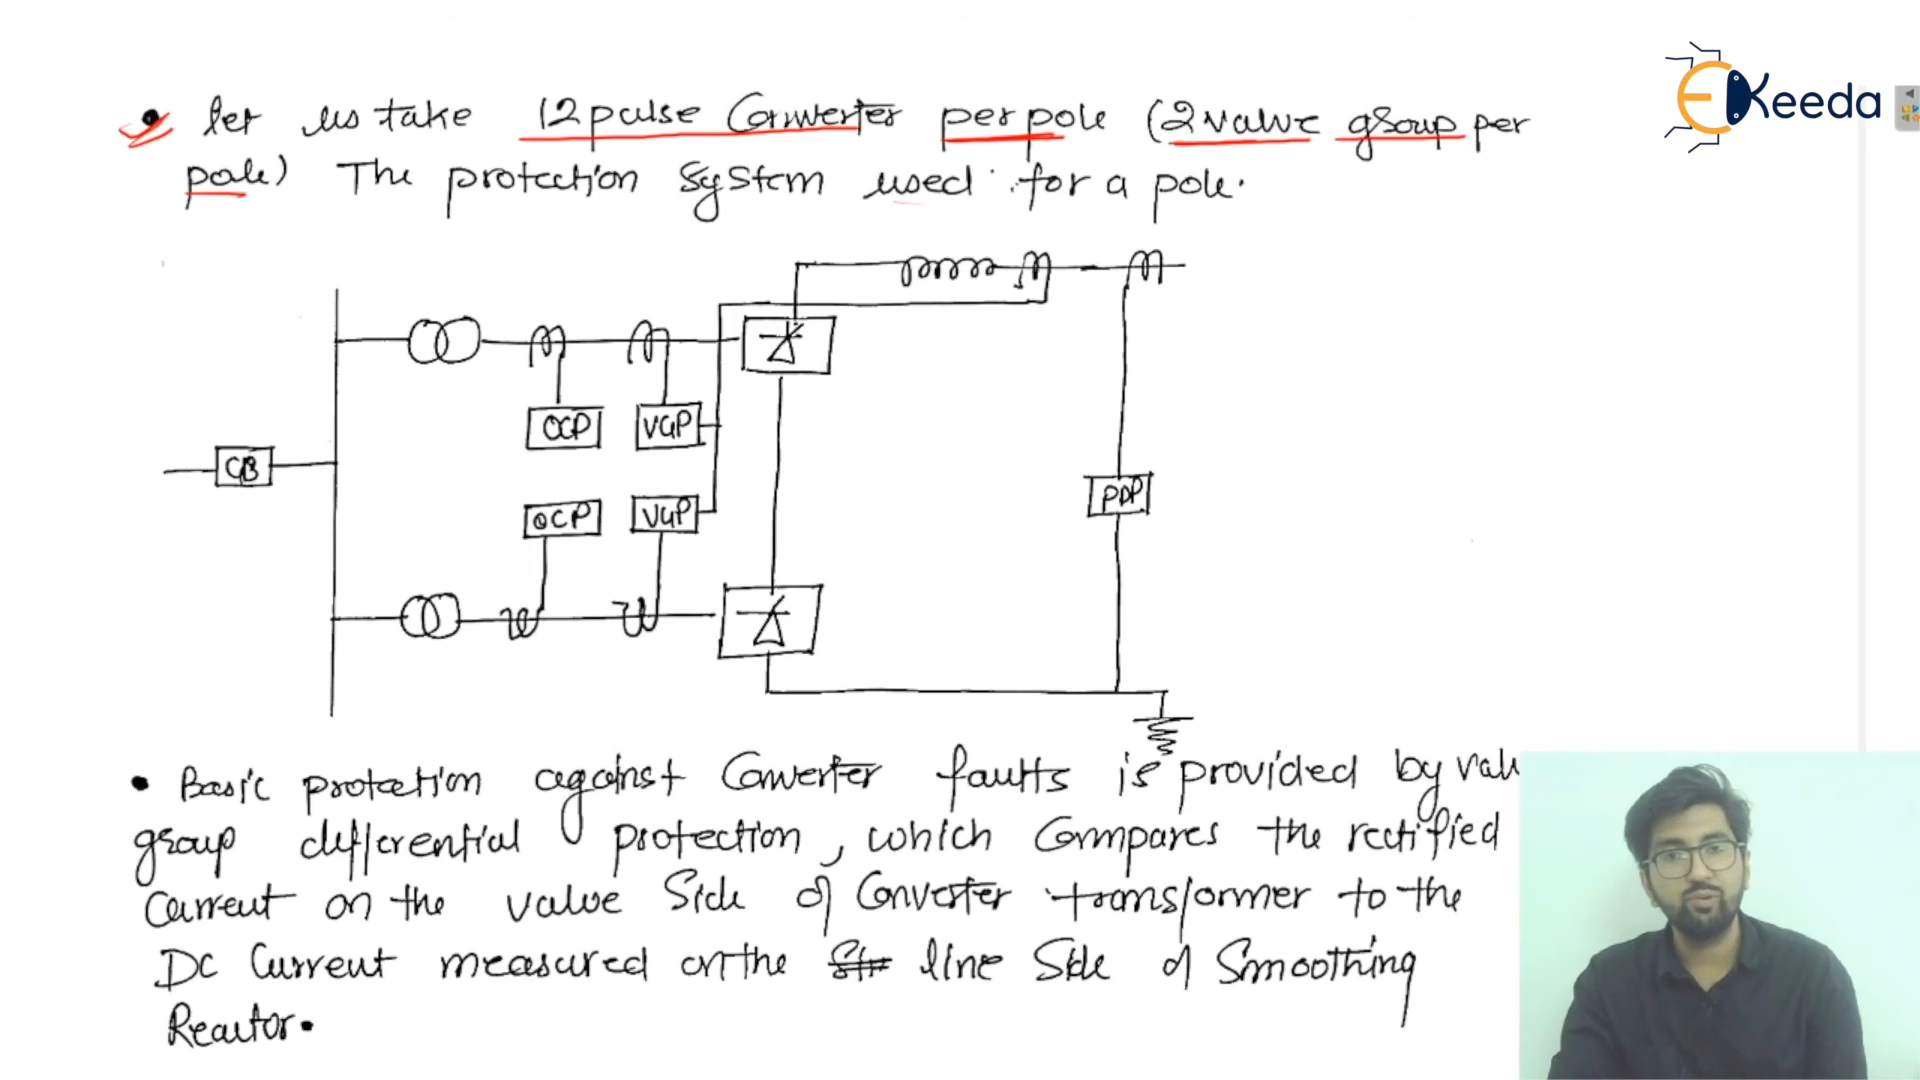 EKeeda
let us take 12 pulse Converter per pole (2 valve group per
pole) The protection System used for a pole.
OCP
VGP
CB
OCP
VGP
PDP
• Basic protection against Converter faults is provided by
group differential protection, which Compares the rectified
Current on the valve Side of Converter transformer to the
DC Current measured on the line Side of Smoothing
Reactor.